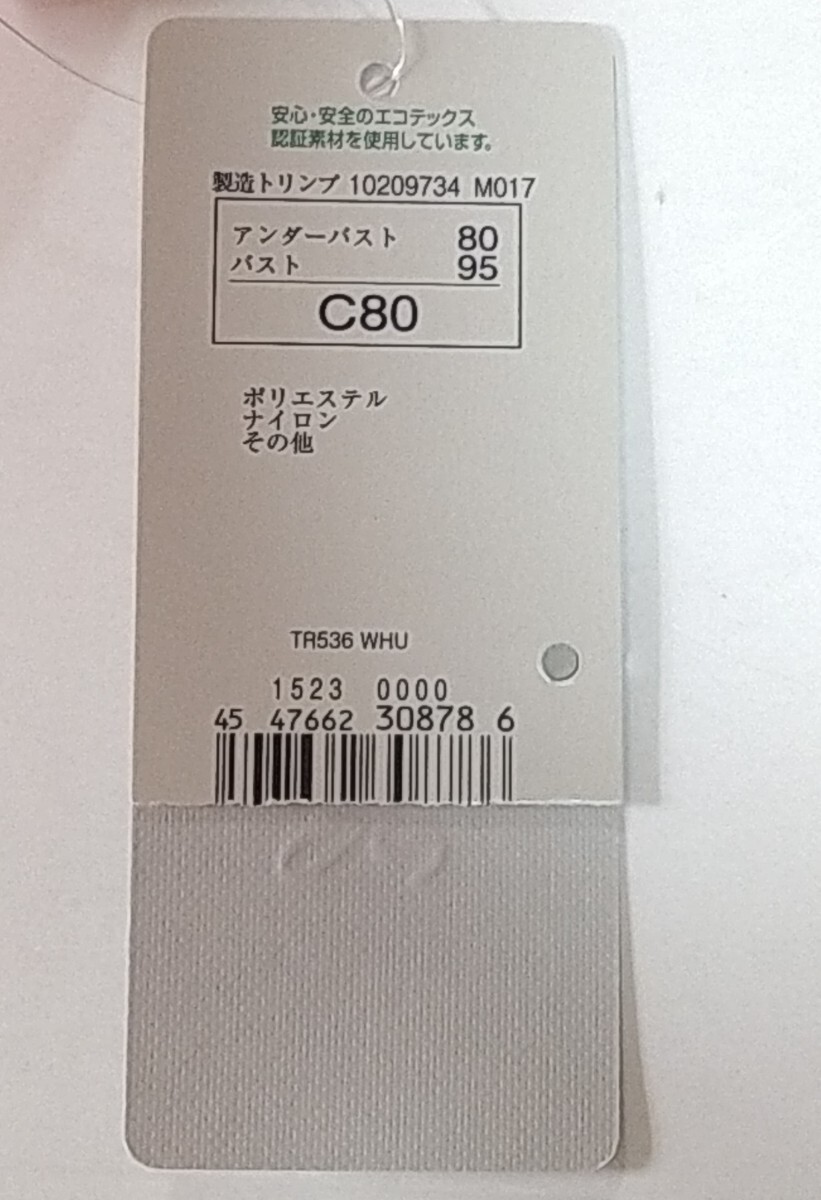 安心・安全のエコテックス
認証素材を使用しています。
製造トリンプ 10209734 M017
アンダーバスト 80
バスト 95
C80
ポリエステル
ナイロン
その他
TR536 WHU
1523 0000
45 47662 30878 6